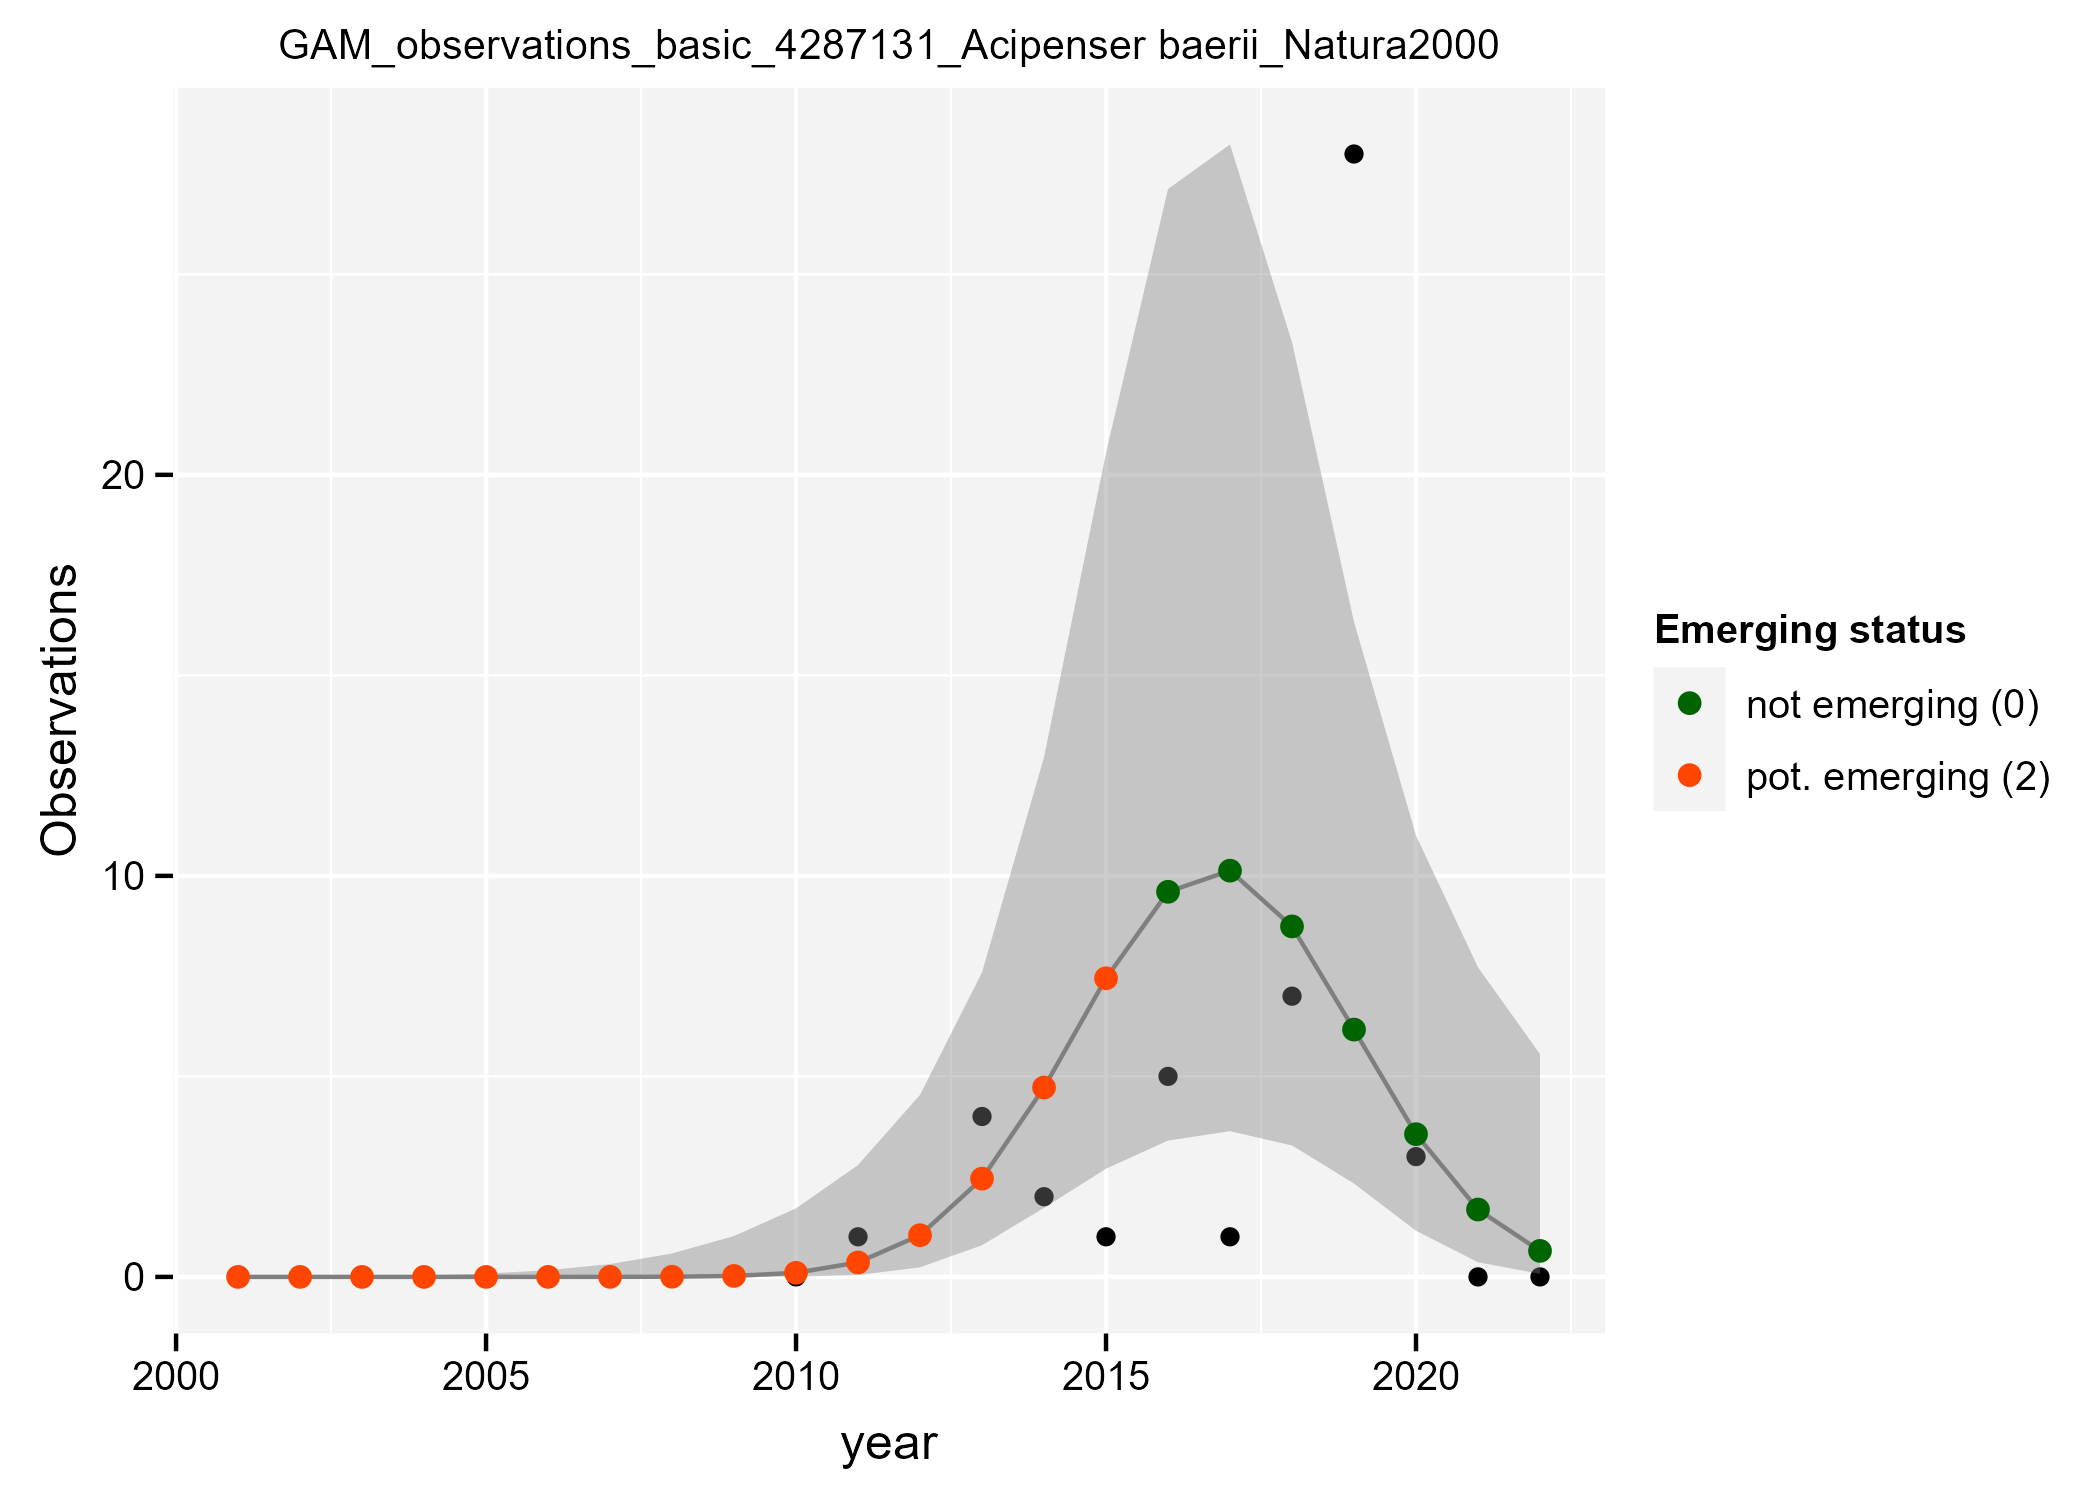 GAM_observations_basic_4287131_Acipenser baerii_Natura2000
Observations
20
10
0
2000
2005
2010
2015
2020
year
Emerging status
not emerging (0)
pot. emerging (2)